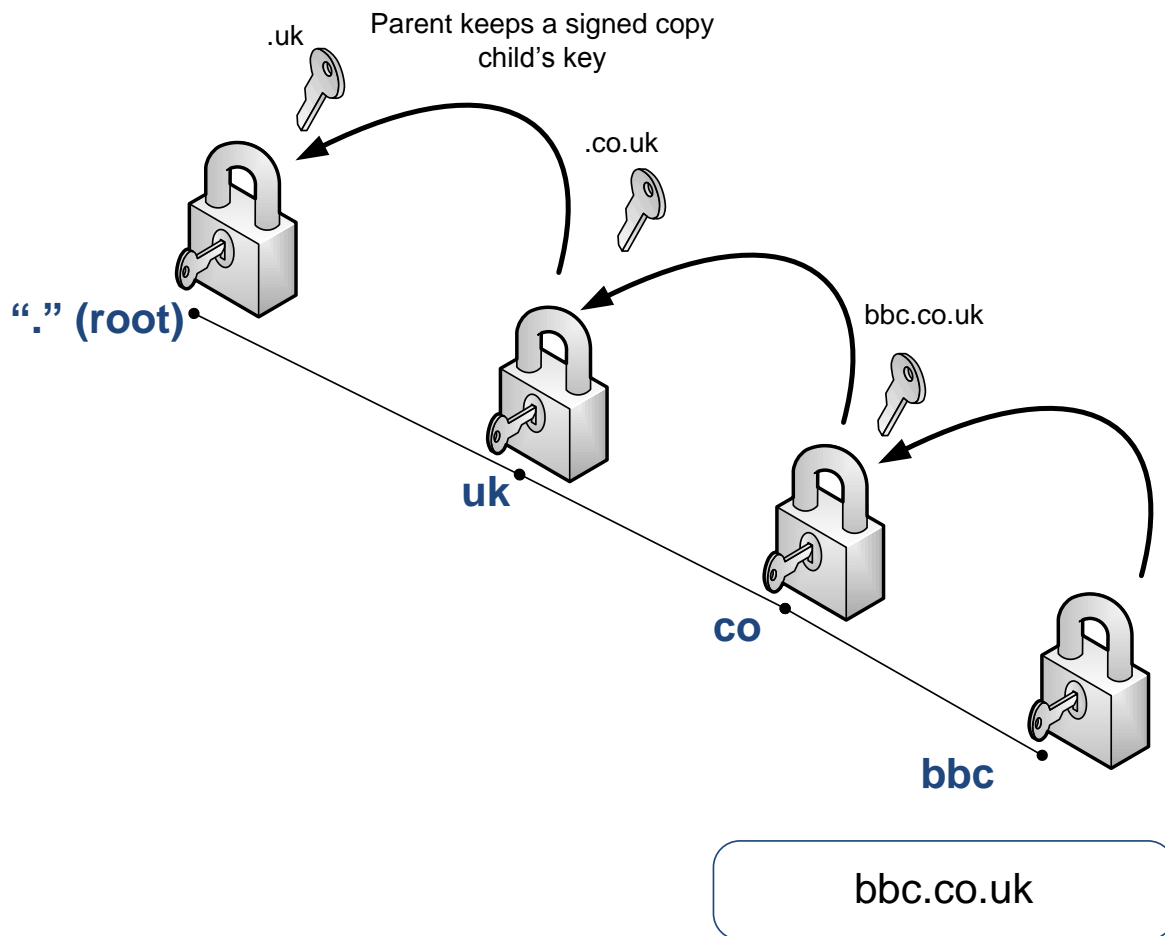 .uk
Parent keeps a signed copy
child’s key
.co.uk
bbc.co.uk
“.” (root)
uk
co
bbc
bbc.co.uk